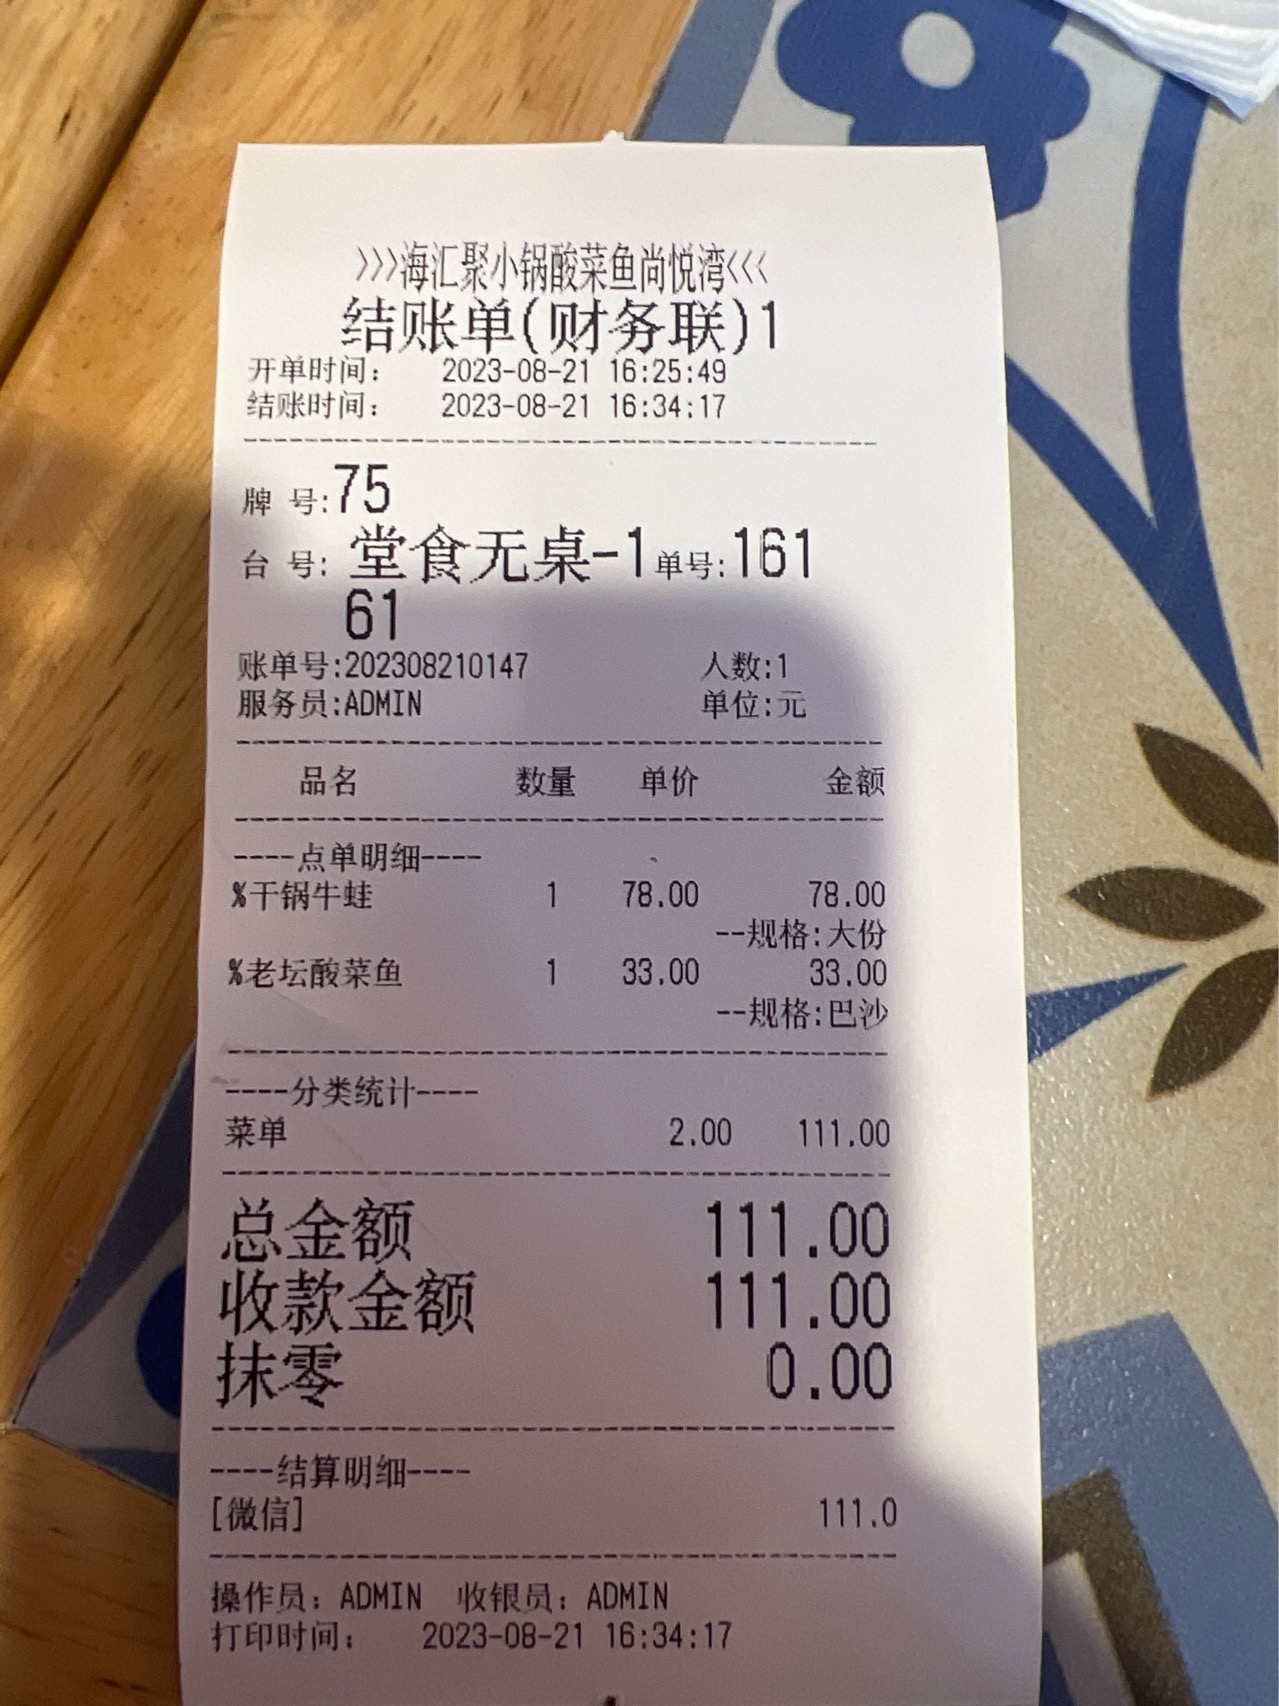 >>>海汇聚小锅酸菜鱼尚悦湾<<<
结账单(财务联)1
开单时间： 2023-08-21 16:25:49
结账时间： 2023-08-21 16:34:17
牌 号:75
台 号: 堂食无桌-1 单号:161
61
账单号:202308210147 人数:1
服务员:ADMIN 单位:元
品名 数量 单价 金额
----点单明细----
%干锅牛蛙 1 78.00 78.00
--规格:大份
%老坛酸菜鱼 1 33.00 33.00
--规格:巴沙
----分类统计----
菜单 2.00 111.00
总金额 111.00
收款金额 111.00
抹零 0.00
----结算明细----
[微信] 111.0
操作员：ADMIN 收银员：ADMIN
打印时间： 2023-08-21 16:34:17